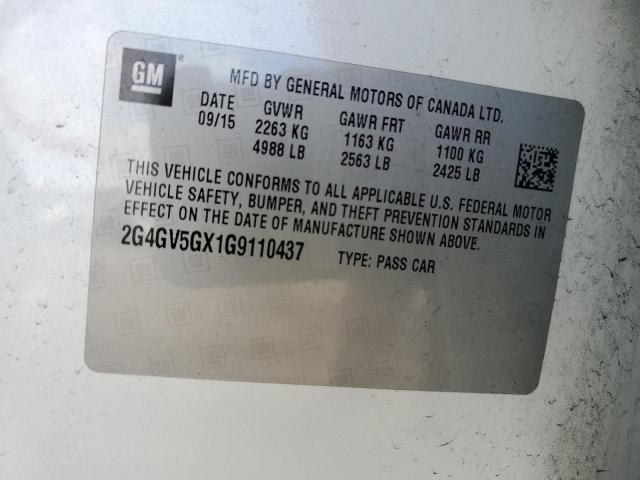 GM
MFD BY GENERAL MOTORS OF CANADA LTD.
DATE GVWR GAWR FRT GAWR RR
09/15 2263 KG 1163 KG 1100 KG
4988 LB 2563 LB 2425 LB
THIS VEHICLE CONFORMS TO ALL APPLICABLE U.S. FEDERAL MOTOR
VEHICLE SAFETY, BUMPER, AND THEFT PREVENTION STANDARDS IN
EFFECT ON THE DATE OF MANUFACTURE SHOWN ABOVE.
2G4GV5GX1G9110437 TYPE: PASS CAR